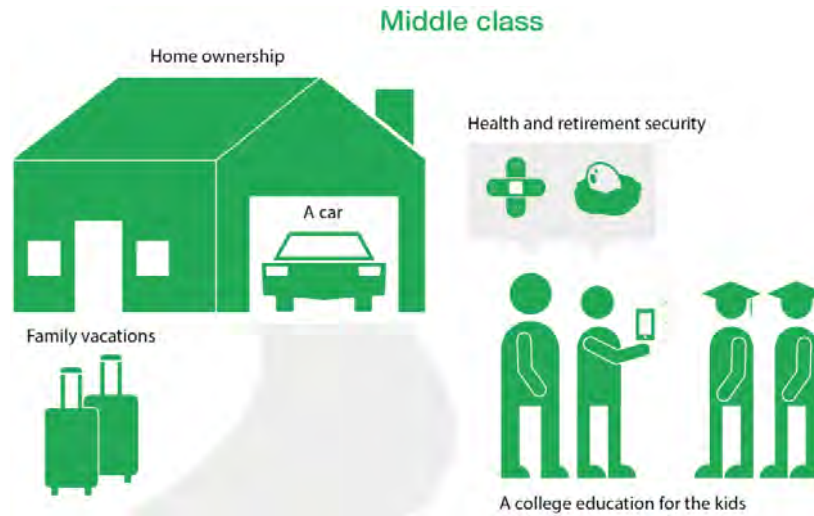 Middle class
Home ownership
Health and retirement security
A car
Family vacations
A college education for the kids